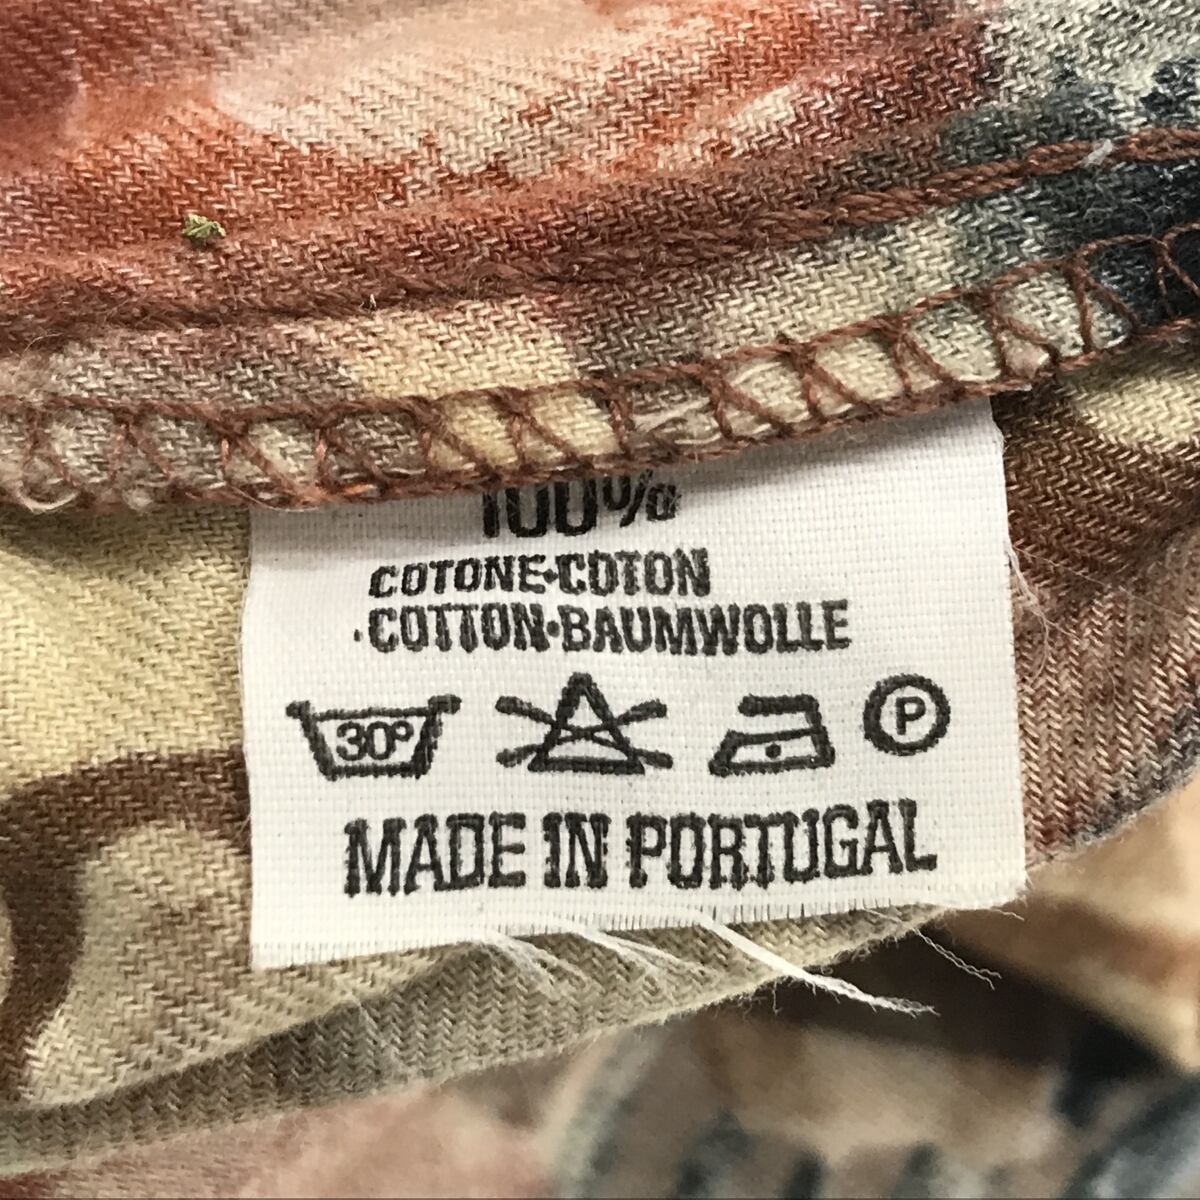 100%
COTONE•COTON
COTTON•BAUMWOLLE
30° P
MADE IN PORTUGAL